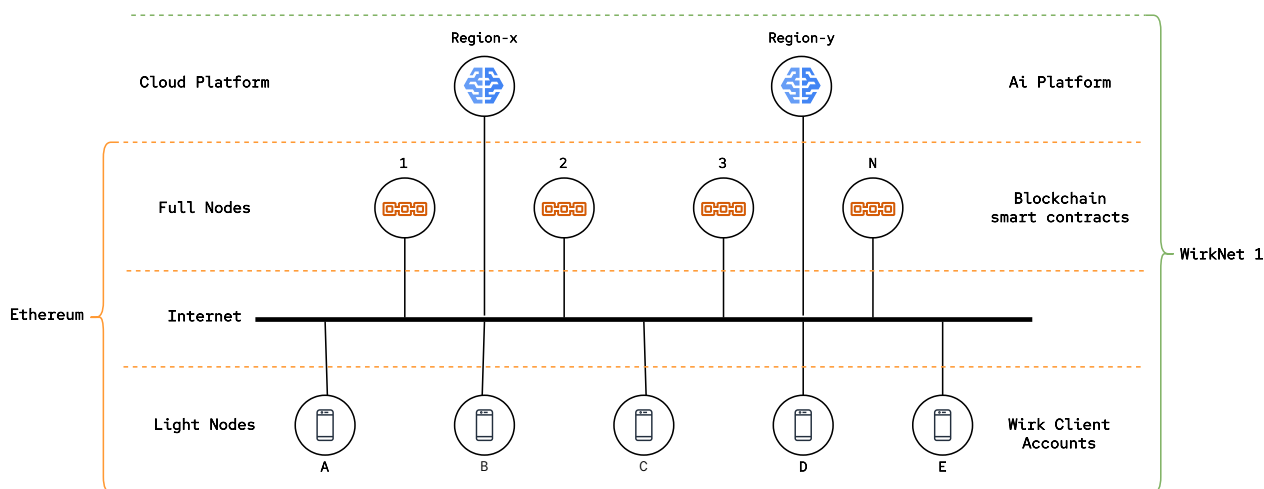 Region-x
Region-y
Cloud Platform
Ai Platform
1
2
3
N
Full Nodes
Blockchain
smart contracts
WirkNet 1
Ethereum
Internet
Light Nodes
Wirk Client
Accounts
A
B
C
D
E